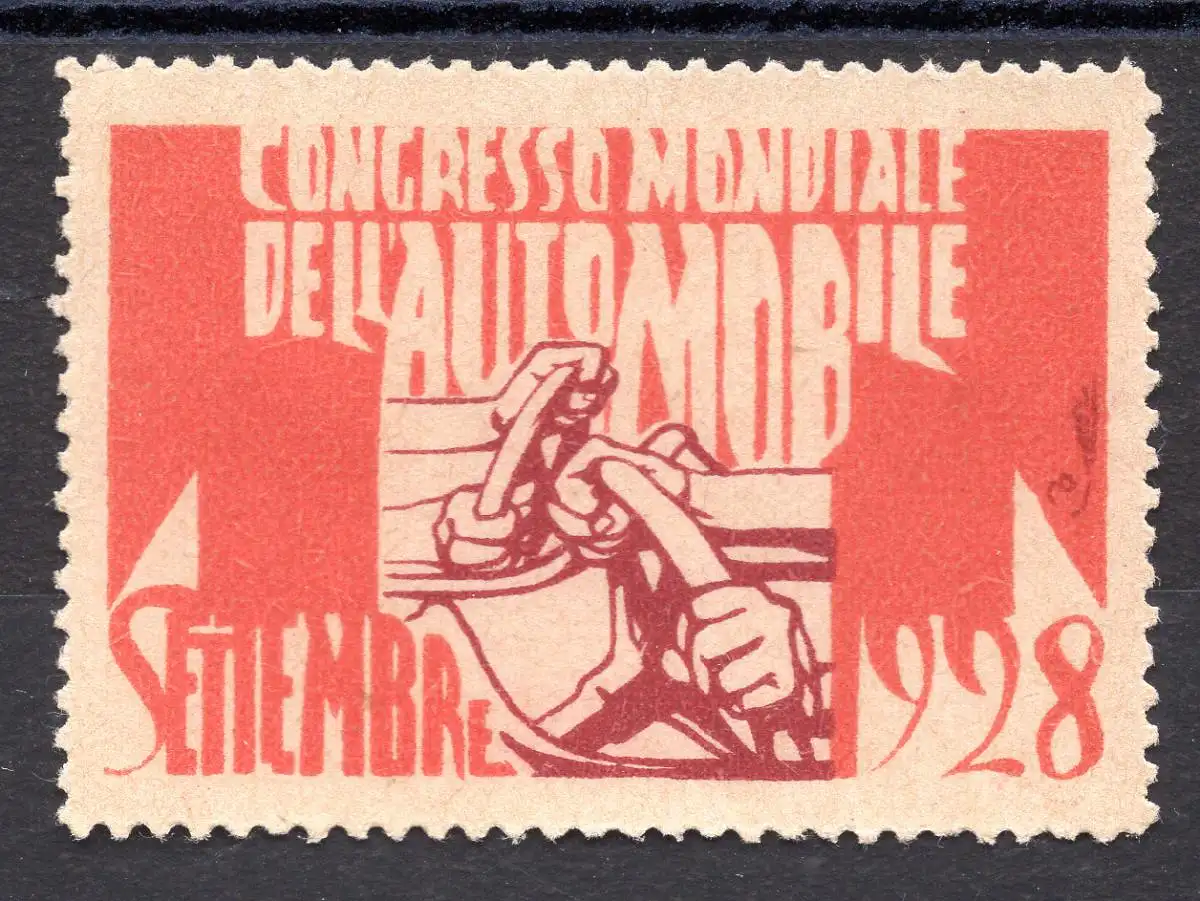 CONGRESSO MONDIALE
DELL'AUTOMOBILE
SETTEMBRE 1928